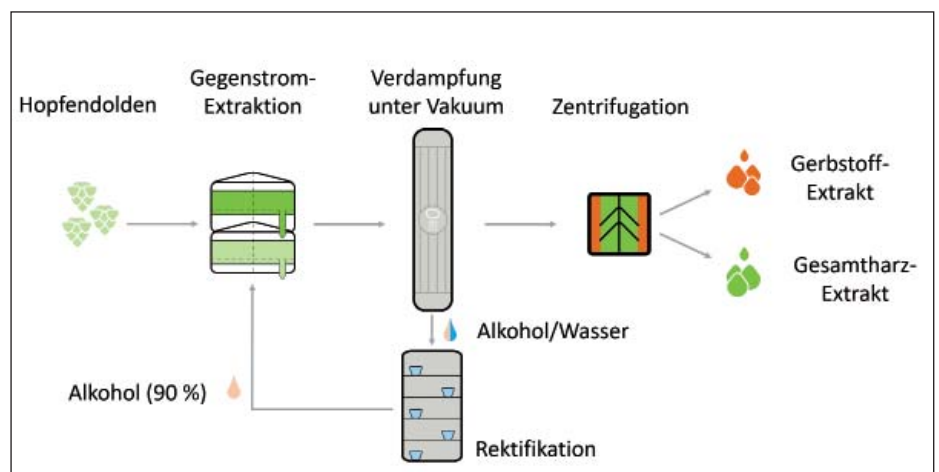 Hopfendolden
Gegenstrom-
Extraktion
Verdampfung
unter Vakuum
Zentrifugation
Gerbstoff-
Extrakt
Gesamtharz-
Extrakt
Alkohol/Wasser
Alkohol (90 %)
Rektifikation